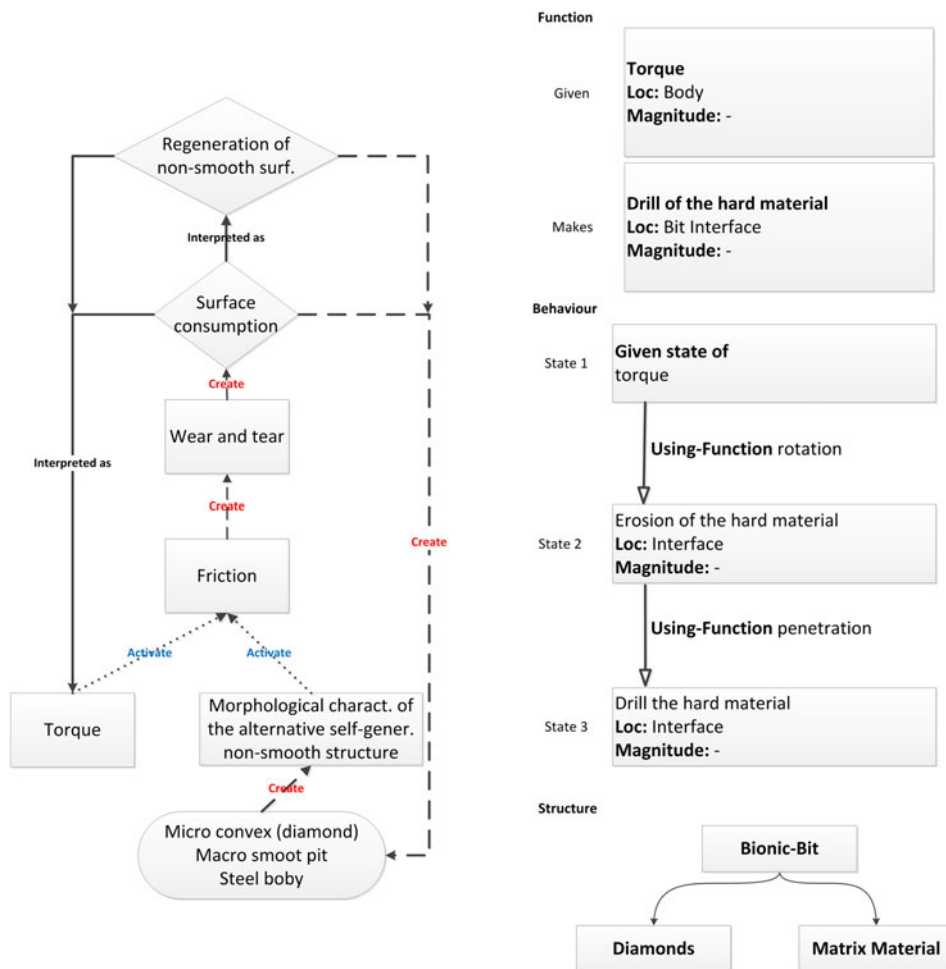 Regeneration of
non-smooth surf.
Interpreted as
Surface
consumption
Create
Wear and tear
Interpreted as
Create
Create
Friction
Activate
Activate
Torque
Morphological charact. of
the alternative self-gener.
non-smooth structure
Create
Micro convex (diamond)
Macro smoot pit
Steel boby
Function
Given
Torque
Loc: Body
Magnitude: -
Makes
Drill of the hard material
Loc: Bit Interface
Magnitude: -
Behaviour
State 1
Given state of
torque
Using-Function rotation
State 2
Erosion of the hard material
Loc: Interface
Magnitude: -
Using-Function penetration
State 3
Drill the hard material
Loc: Interface
Magnitude: -
Structure
Bionic-Bit
Diamonds
Matrix Material